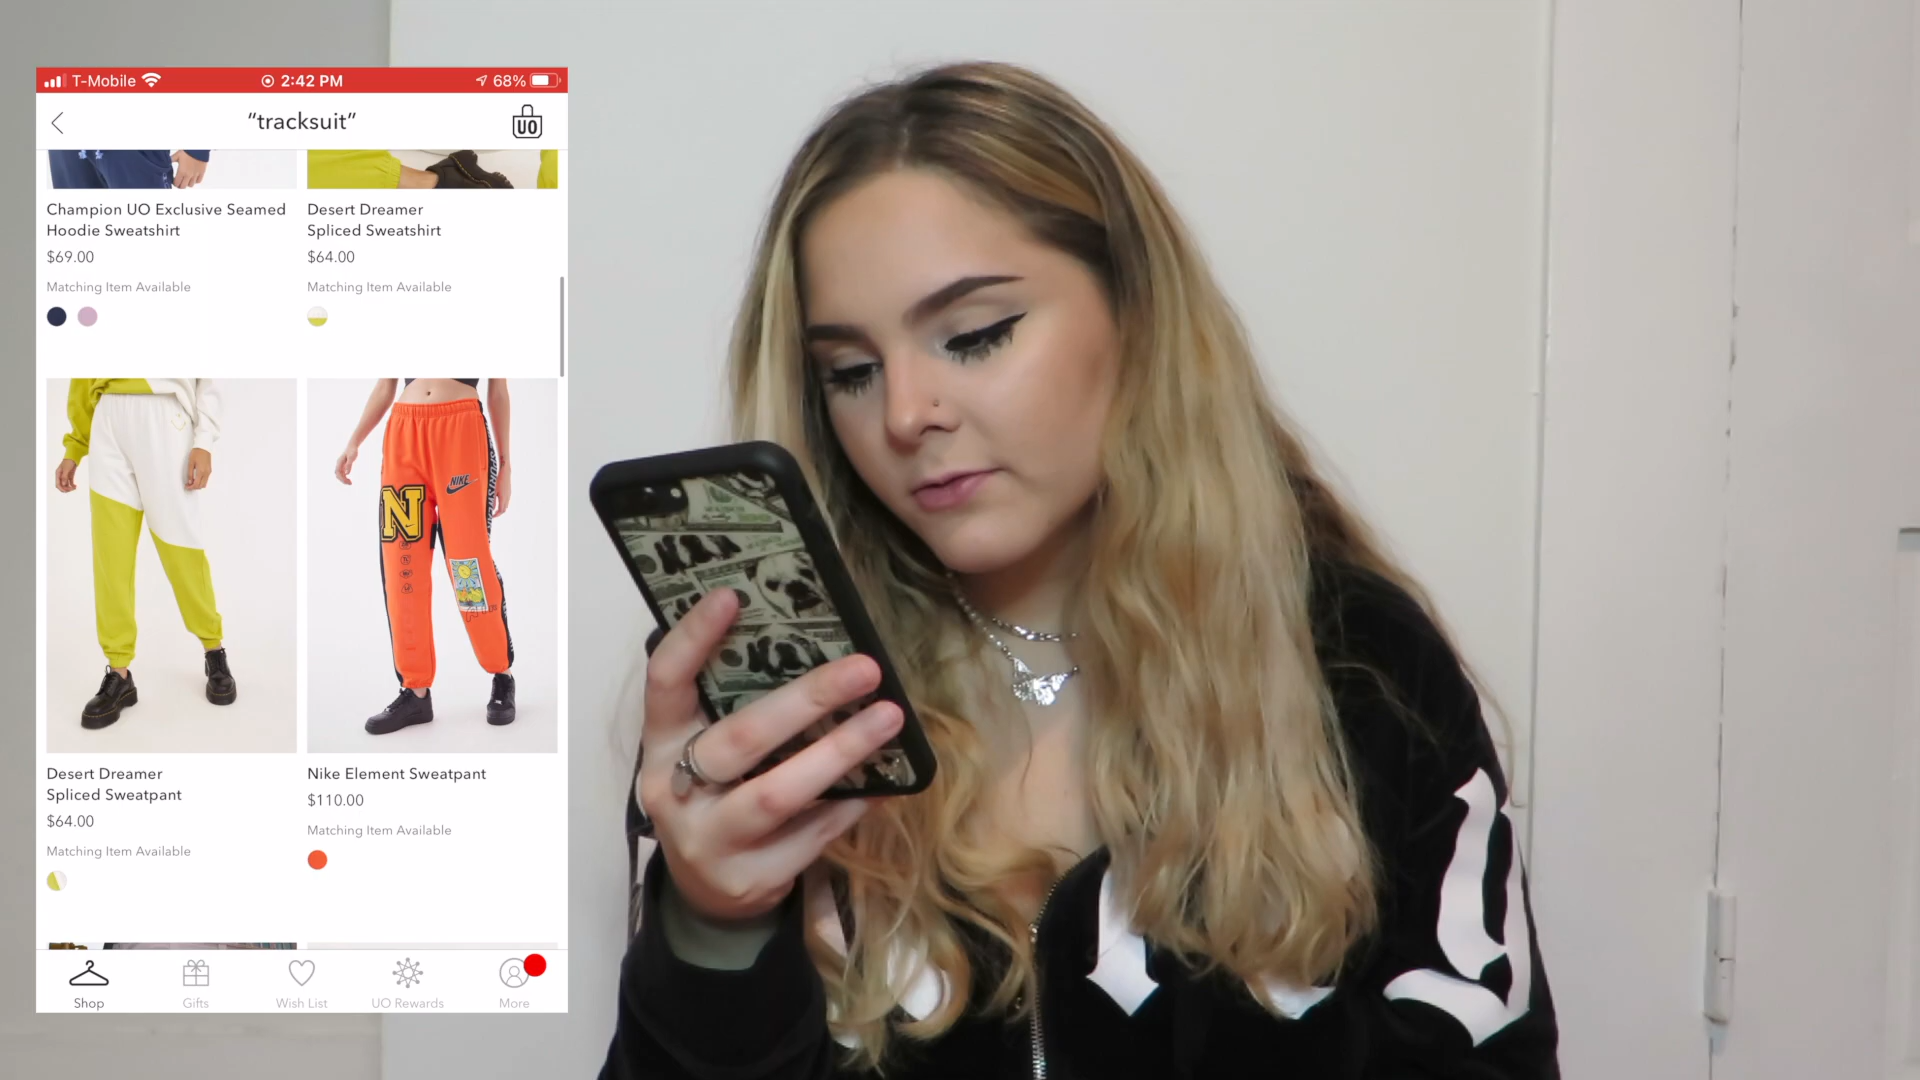 T-Mobile 2:42 PM 68%
“tracksuit”
UO
Champion UO Exclusive Seamed
Hoodie Sweatshirt
$69.00
Matching Item Available
Desert Dreamer
Spliced Sweatshirt
$64.00
Matching Item Available
N
NIKE
Desert Dreamer
Spliced Sweatpant
$64.00
Matching Item Available
Nike Element Sweatpant
$110.00
Matching Item Available
Shop
Gifts
Wish List
UO Rewards
More